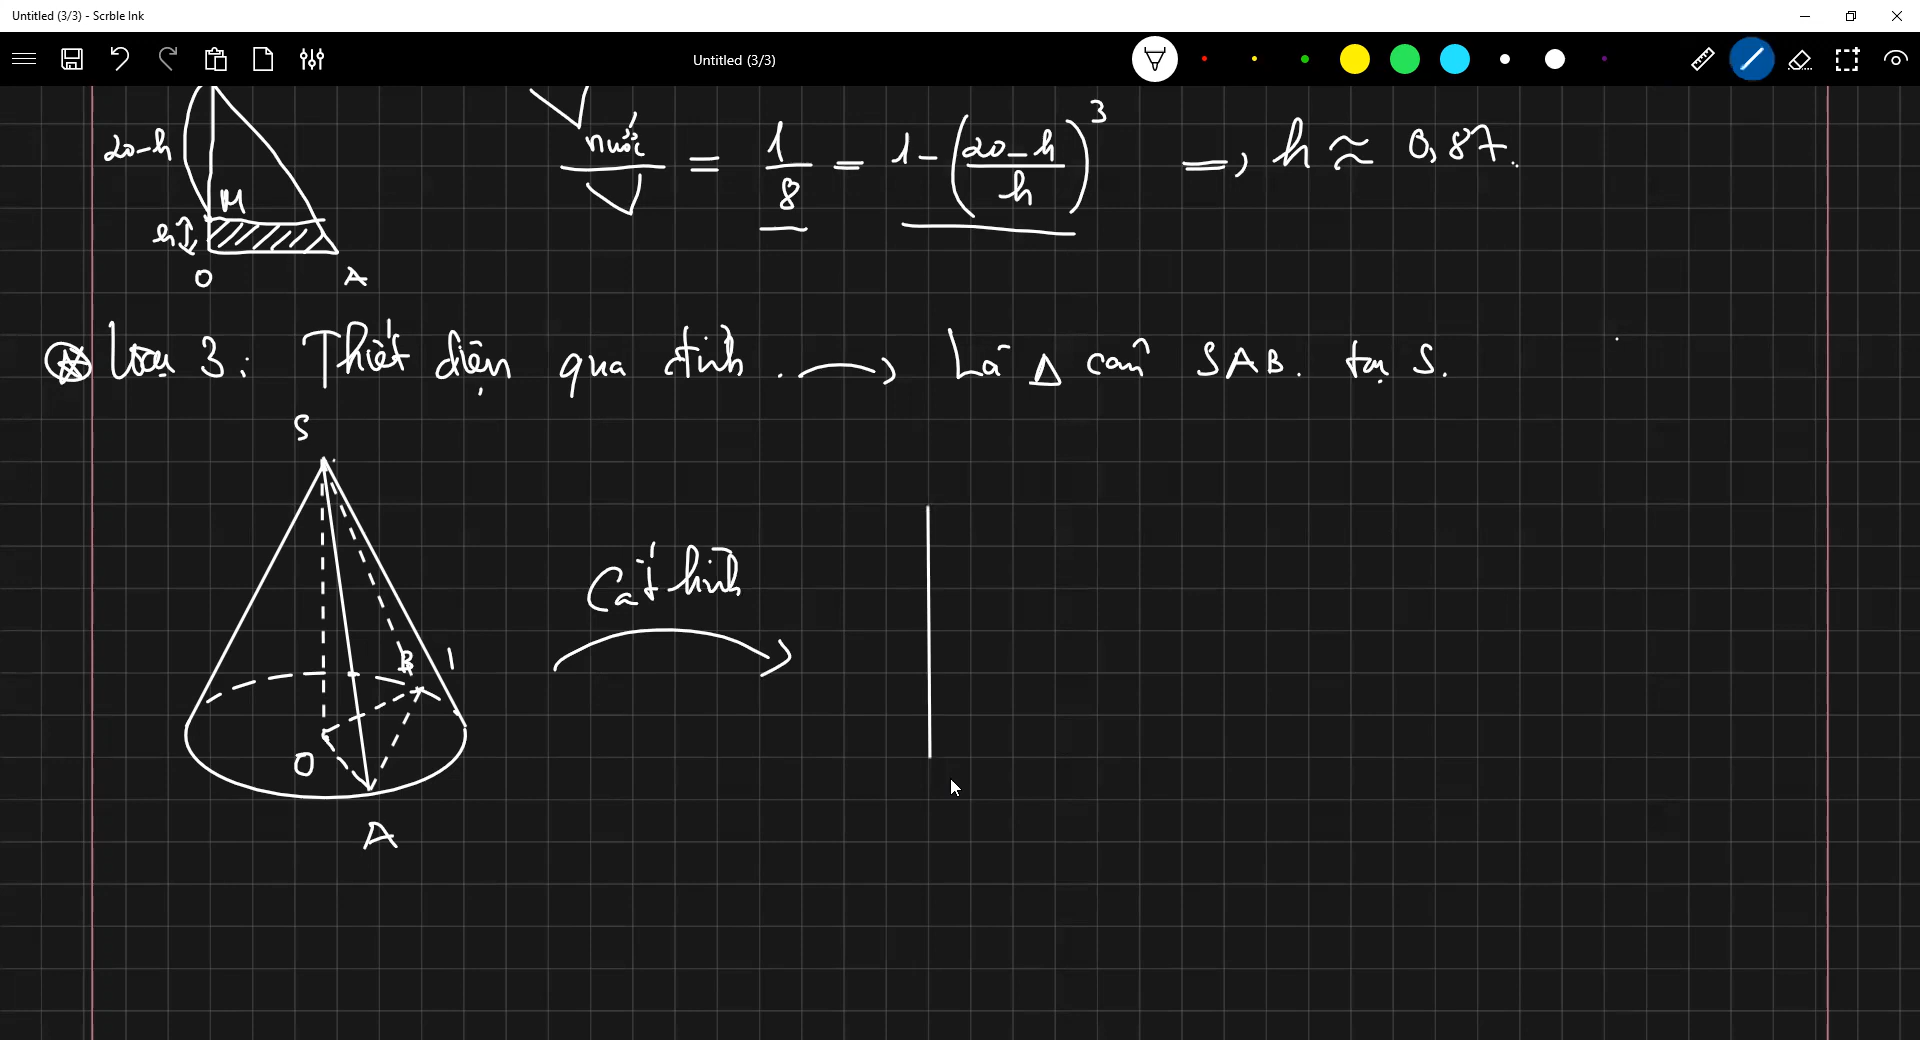 Untitled (3/3) - Scrble Ink
Untitled (3/3)
20-h
M
h
O
A
V nước / V = 1/8 = 1 - ((20-h)/h)^3 => h ≈ 0,87.
Loại 3: Thiết diện qua đỉnh. → Là Δ cân SAB. tại S.
S
Cắt hình
B
O
A